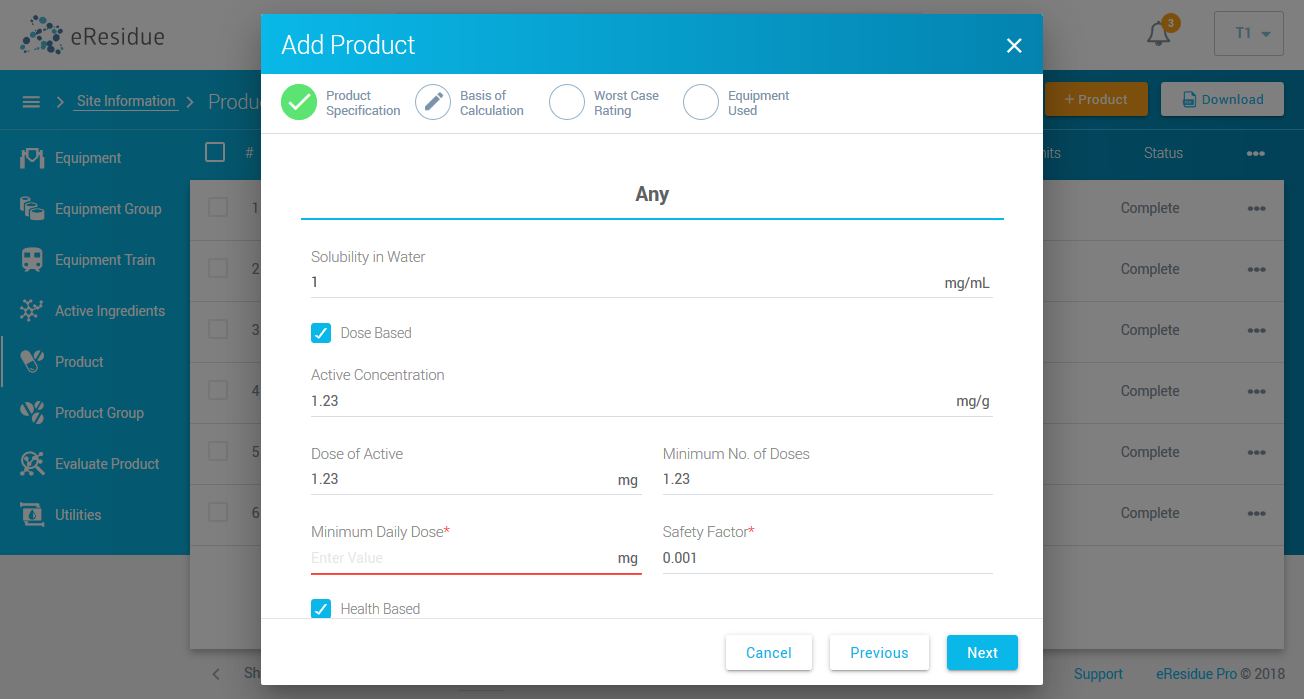 eResidue
3
T1
Add Product
Site Information
+ Product
Download
Product Specification
Basis of Calculation
Worst Case Rating
Equipment Used
#
Status
Equipment
Equipment Group
Equipment Train
Active Ingredients
Product
Product Group
Evaluate Product
Utilities
1 Complete
2 Complete
3 Complete
4 Complete
5 Complete
6 Complete
Any
Solubility in Water
1 mg/mL
Dose Based
Active Concentration
1.23 mg/g
Dose of Active
1.23 mg
Minimum No. of Doses
1.23
Minimum Daily Dose*
Enter Value mg
Safety Factor*
0.001
Health Based
Cancel
Previous
Next
Support
eResidue Pro © 2018